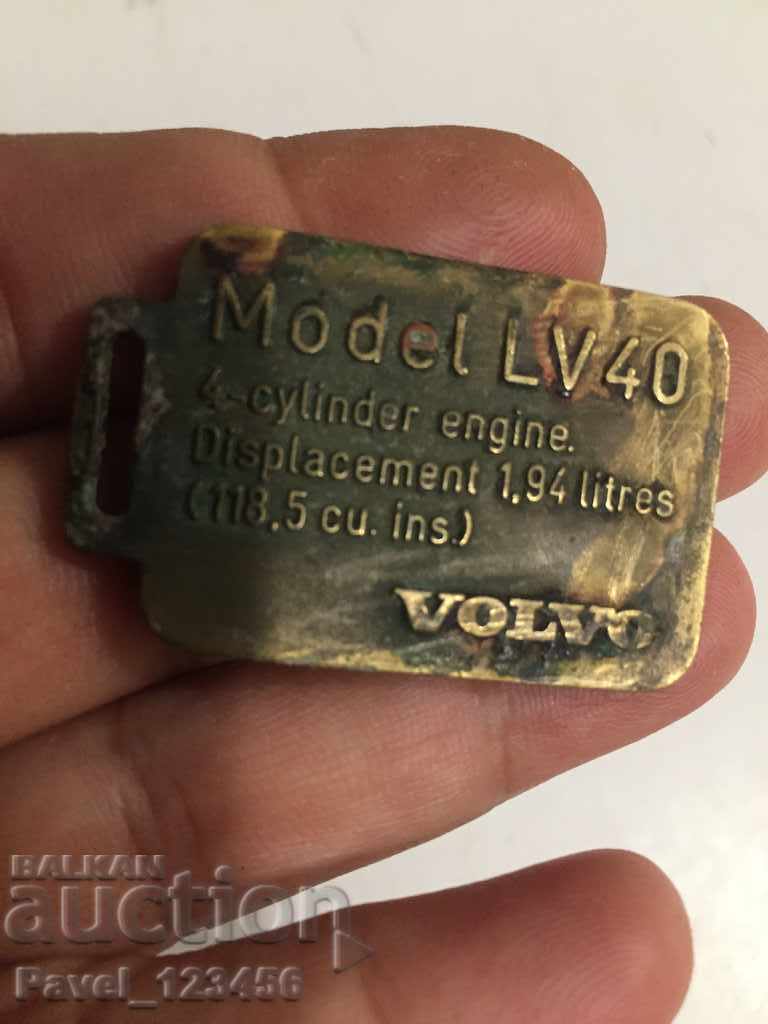 Model LV40
4-cylinder engine.
Displacement 1,94 litres
(118,5 cu. ins.)
VOLVO
BALKAN
auction
Pavel_123456